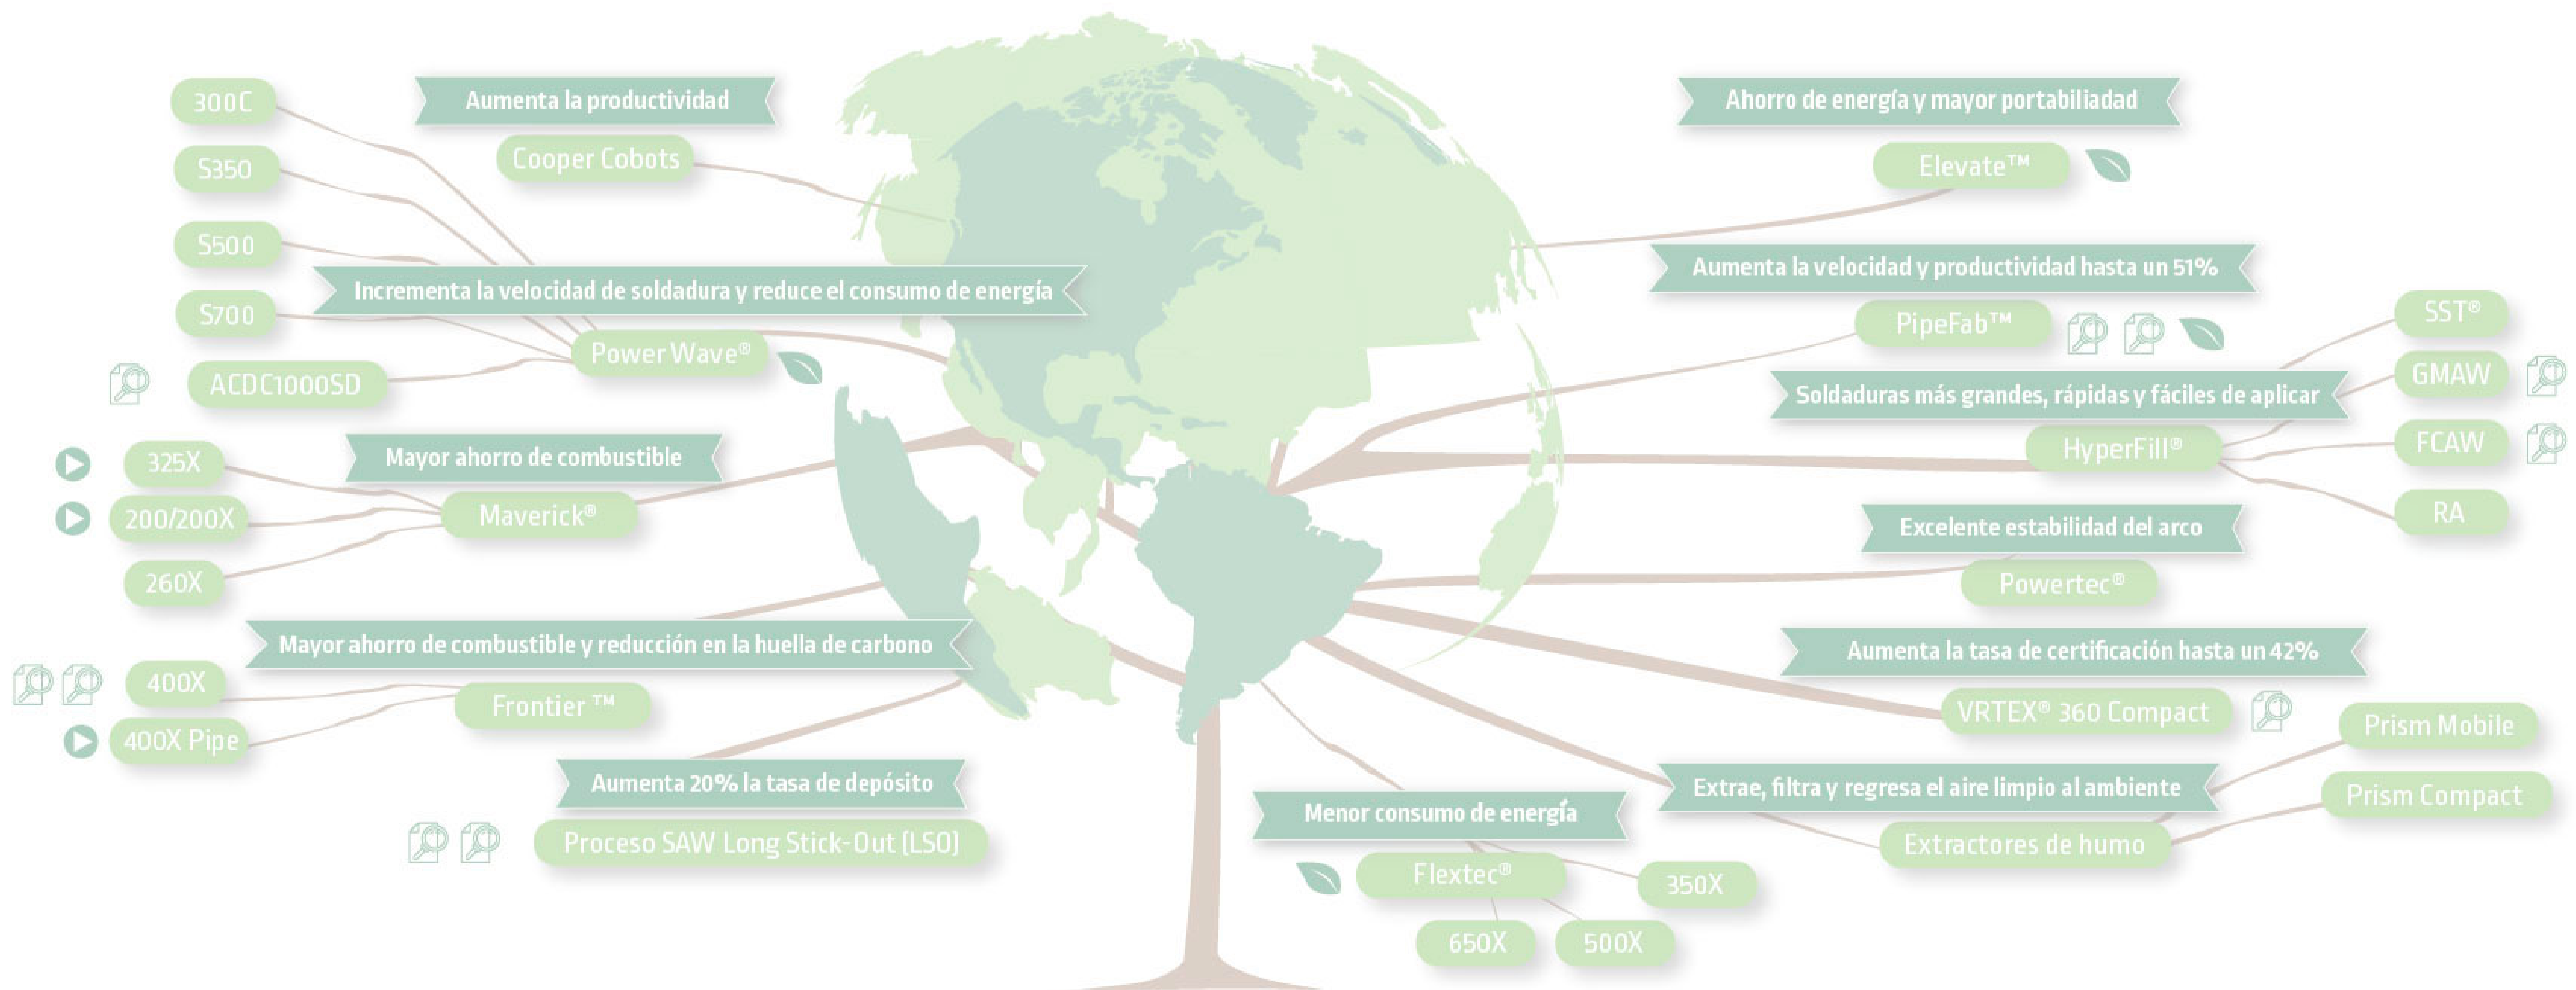 300C
S350
S500
S700
ACDC1000SD
Aumenta la productividad
Cooper Cobots
Incrementa la velocidad de soldadura y reduce el consumo de energía
Power Wave®
325X
200/200X
260X
Mayor ahorro de combustible
Maverick®
Mayor ahorro de combustible y reducción en la huella de carbono
400X
400X Pipe
Frontier ™
Aumenta 20% la tasa de depósito
Proceso SAW Long Stick-Out (LSO)
Ahorro de energía y mayor portabiliadad
Elevate™
Aumenta la velocidad y productividad hasta un 51%
PipeFab™
Soldaduras más grandes, rápidas y fáciles de aplicar
HyperFill®
SST®
GMAW
FCAW
RA
Excelente estabilidad del arco
Powertec®
Aumenta la tasa de certificación hasta un 42%
VRTEX® 360 Compact
Extrae, filtra y regresa el aire limpio al ambiente
Extractores de humo
Prism Mobile
Prism Compact
Menor consumo de energía
Flextec®
350X
650X
500X